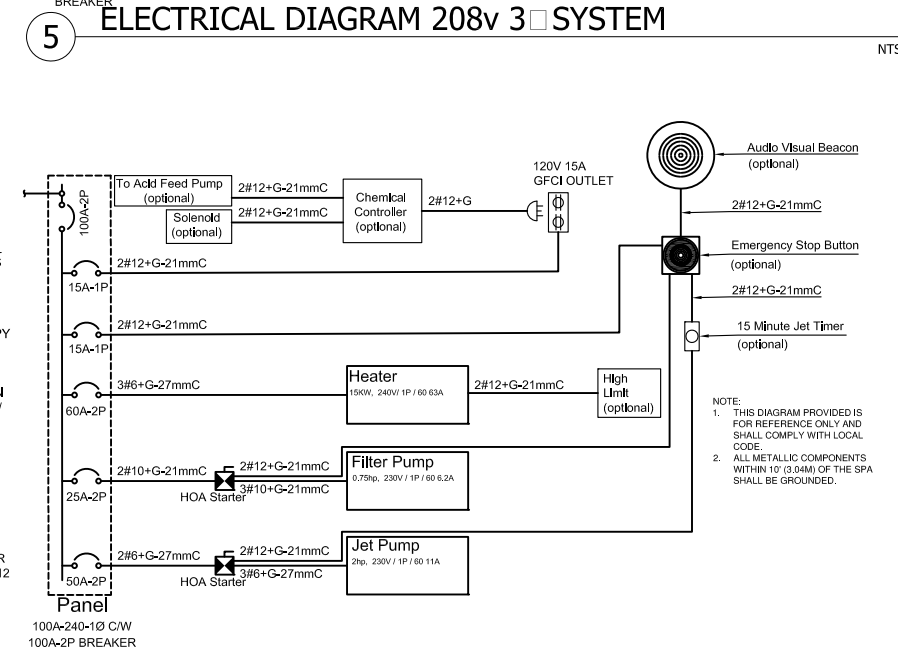 BREAKER
5
ELECTRICAL DIAGRAM 208v 3□ SYSTEM
NTS
Audio Visual Beacon
(optional)
120V 15A
GFCI OUTLET
To Acid Feed Pump
(optional)
2#12+G-21mmC
Solenoid
(optional)
2#12+G-21mmC
Chemical
Controller
(optional)
2#12+G
2#12+G-21mmC
100A-2P
Emergency Stop Button
(optional)
2#12+G-21mmC
15A-1P
2#12+G-21mmC
15 Minute Jet Timer
(optional)
PY
2#12+G-21mmC
15A-1P
3#6+G-27mmC
60A-2P
Heater
15KW, 240V/ 1P / 60 63A
2#12+G-21mmC
High
Limit
(optional)
NOTE:
1. THIS DIAGRAM PROVIDED IS
FOR REFERENCE ONLY AND
SHALL COMPLY WITH LOCAL
CODE.
2. ALL METALLIC COMPONENTS
WITHIN 10' (3.04M) OF THE SPA
SHALL BE GROUNDED.
2#10+G-21mmC
25A-2P
HOA Starter
2#12+G-21mmC
3#10+G-21mmC
Filter Pump
0.75hp, 230V / 1P / 60 6.2A
R
12
2#6+G-27mmC
50A-2P
HOA Starter
2#12+G-21mmC
3#6+G-27mmC
Jet Pump
2hp, 230V / 1P / 60 11A
Panel
100A-240-1Ø C/W
100A-2P BREAKER